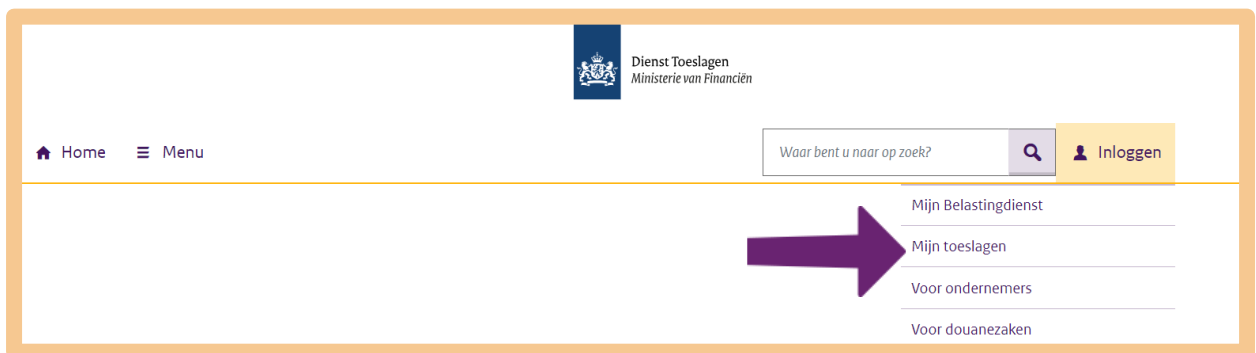 Dienst Toeslagen
Ministerie van Financiën
Home
Menu
Waar bent u naar op zoek?
Inloggen
Mijn Belastingdienst
Mijn toeslagen
Voor ondernemers
Voor douanezaken